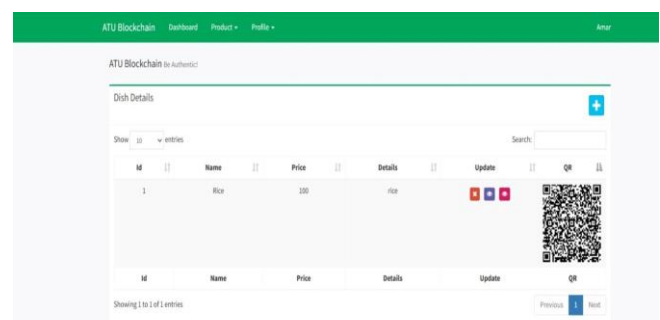 ATU Blockchain Dashboard Product Profile Amar
ATU Blockchain Be Authentic!
Dish Details
Show 10 entries Search:
Id Name Price Details Update QR
1 Rice 100 rice
Id Name Price Details Update QR
Showing 1 to 1 of 1 entries Previous 1 Next